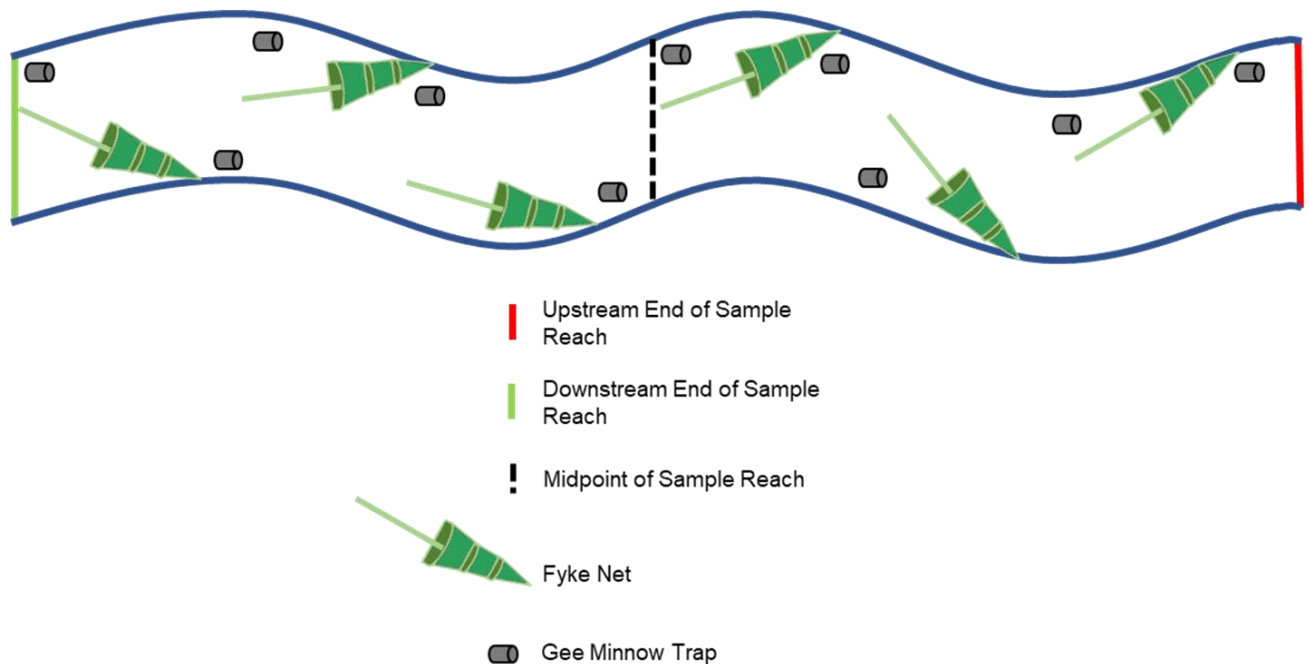 Upstream End of Sample
Reach
Downstream End of Sample
Reach
Midpoint of Sample Reach
Fyke Net
Gee Minnow Trap